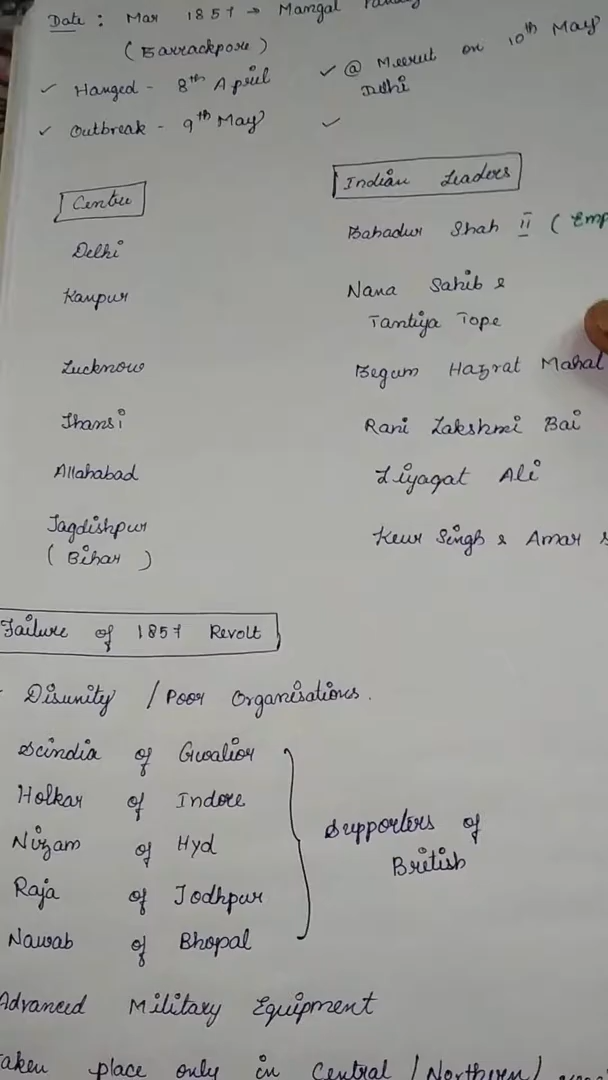 Date : Mar 1857 → Mangal
(Barrackpore)
✓ Hanged - 8th April
✓ @ Meerut on 10th May
Delhi
✓ Outbreak - 9th May
✓
Centre
Indian Leaders
Delhi
Bahadur Shah II (Emp
Kanpur
Nana Sahib &
Tantiya Tope
Lucknow
Begum Hazrat Mahal
Jhansi
Rani Lakshmi Bai
Allahabad
Liyaqat Ali
Jagdishpur
(Bihar)
Kuer Singh & Amar S
Failure of 1857 Revolt
- Disunity / Poor Organisations.
Scindia of Gwalior
Holkar of Indore
Nizam of Hyd
Raja of Jodhpur
Nawab of Bhopal
Supporters of
British
Advanced Military Equipment
Taken place only in Central / Northern /